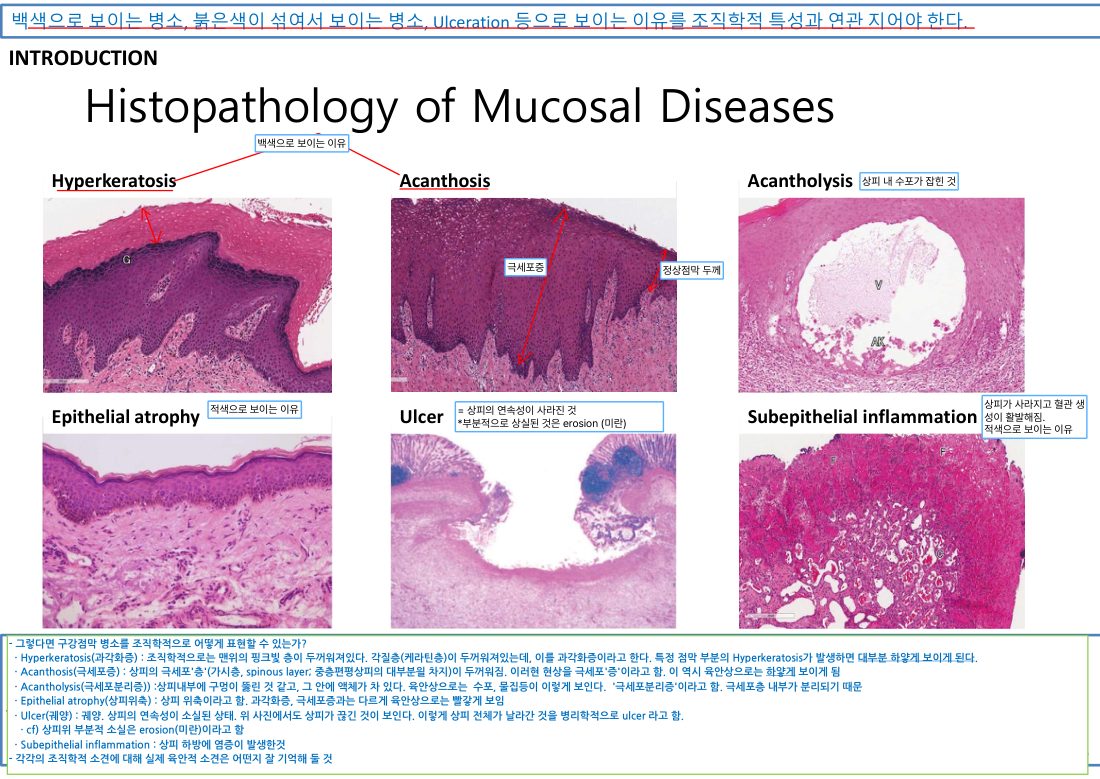 백색으로 보이는 병소, 붉은색이 섞여서 보이는 병소, Ulceration 등으로 보이는 이유를 조직학적 특성과 연관 지어야 한다.
INTRODUCTION
Histopathology of Mucosal Diseases
백색으로 보이는 이유
Hyperkeratosis
Acanthosis
Acantholysis
상피 내 수포가 잡힌 것
G
극세포증
정상점막 두께
V
AK
Epithelial atrophy
적색으로 보이는 이유
Ulcer
= 상피의 연속성이 사라진 것
*부분적으로 상실된 것은 erosion (미란)
Subepithelial inflammation
상피가 사라지고 혈관 생
성이 활발해짐.
적색으로 보이는 이유
F
F
G
- 그렇다면 구강점막 병소를 조직학적으로 어떻게 표현할 수 있는가?
· Hyperkeratosis(과각화증) : 조직학적으로는 맨위의 핑크빛 층이 두꺼워져있다. 각질층(케라틴층)이 두꺼워져있는데, 이를 과각화증이라고 한다. 특정 점막 부분의 Hyperkeratosis가 발생하면 대부분 하얗게 보이게 된다.
· Acanthosis(극세포증) : 상피의 극세포'층'(가시층, spinous layer; 중층편평상피의 대부분읠 차지)이 두꺼워짐. 이러현 현상을 극세포'증'이라고 함. 이 역시 육안상으로는 하얗게 보이게 됨
· Acantholysis(극세포분리증)) :상피내부에 구멍이 뚫린 것 같고, 그 안에 액체가 차 있다. 육안상으로는 수포, 물집등이 이렇게 보인다. '극세포분리증'이라고 함. 극세포층 내부가 분리되기 때문
· Epithelial atrophy(상피위축) : 상피 위축이라고 함. 과각화증, 극세포증과는 다르게 육안상으로는 빨갛게 보임
· Ulcer(궤양) : 궤양. 상피의 연속성이 소실된 상태. 위 사진에서도 상피가 끊긴 것이 보인다. 이렇게 상피 전체가 날라간 것을 병리학적으로 ulcer 라고 함.
· cf) 상피위 부분적 소실은 erosion(미란)이라고 함
· Subepithelial inflammation : 상피 하방에 염증이 발생한것
- 각각의 조직학적 소견에 대해 실제 육안적 소견은 어떤지 잘 기억해 둘 것